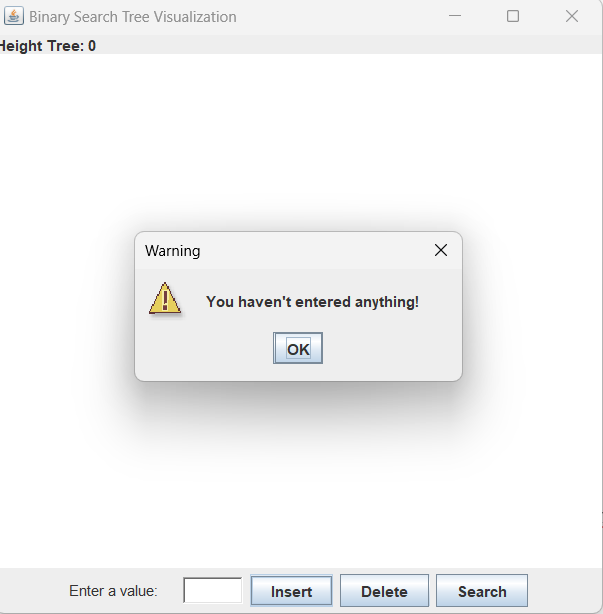 Binary Search Tree Visualization
Height Tree: 0
Warning
You haven't entered anything!
OK
Enter a value: Insert Delete Search